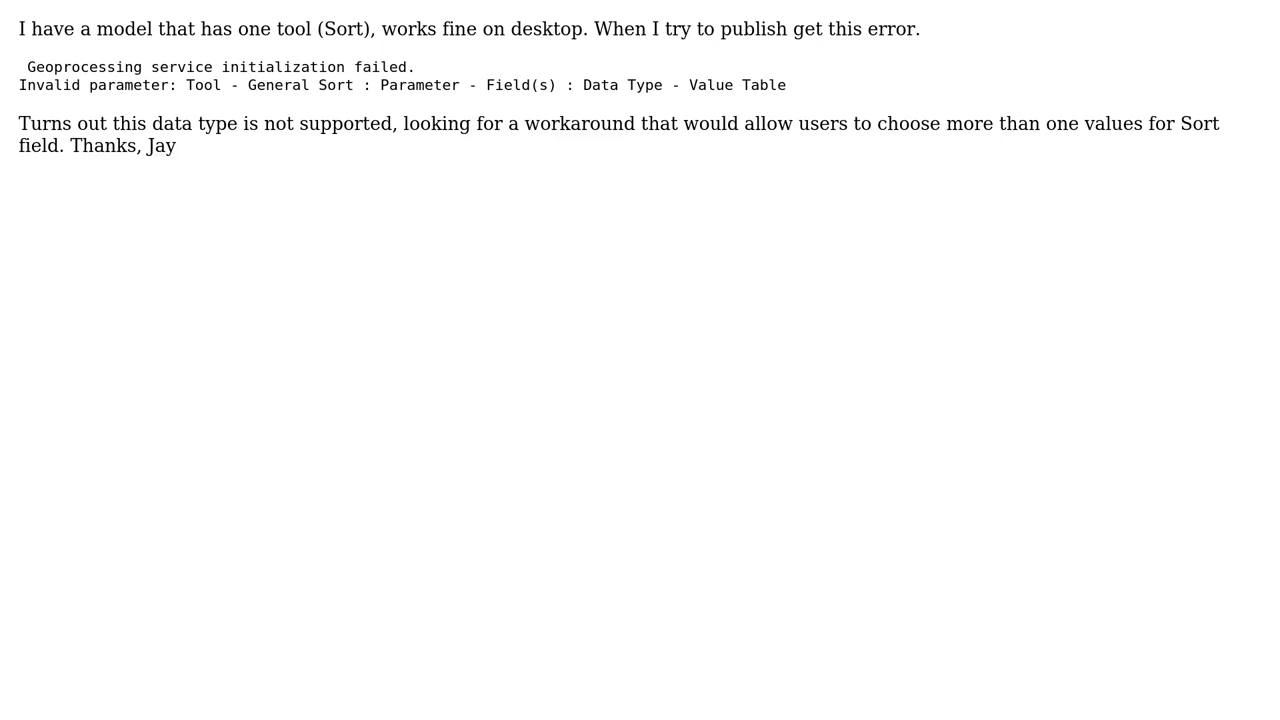 I have a model that has one tool (Sort), works fine on desktop. When I try to publish get this error.
Geoprocessing service initialization failed.
Invalid parameter: Tool - General Sort : Parameter - Field(s) : Data Type - Value Table
Turns out this data type is not supported, looking for a workaround that would allow users to choose more than one values for Sort
field. Thanks, Jay